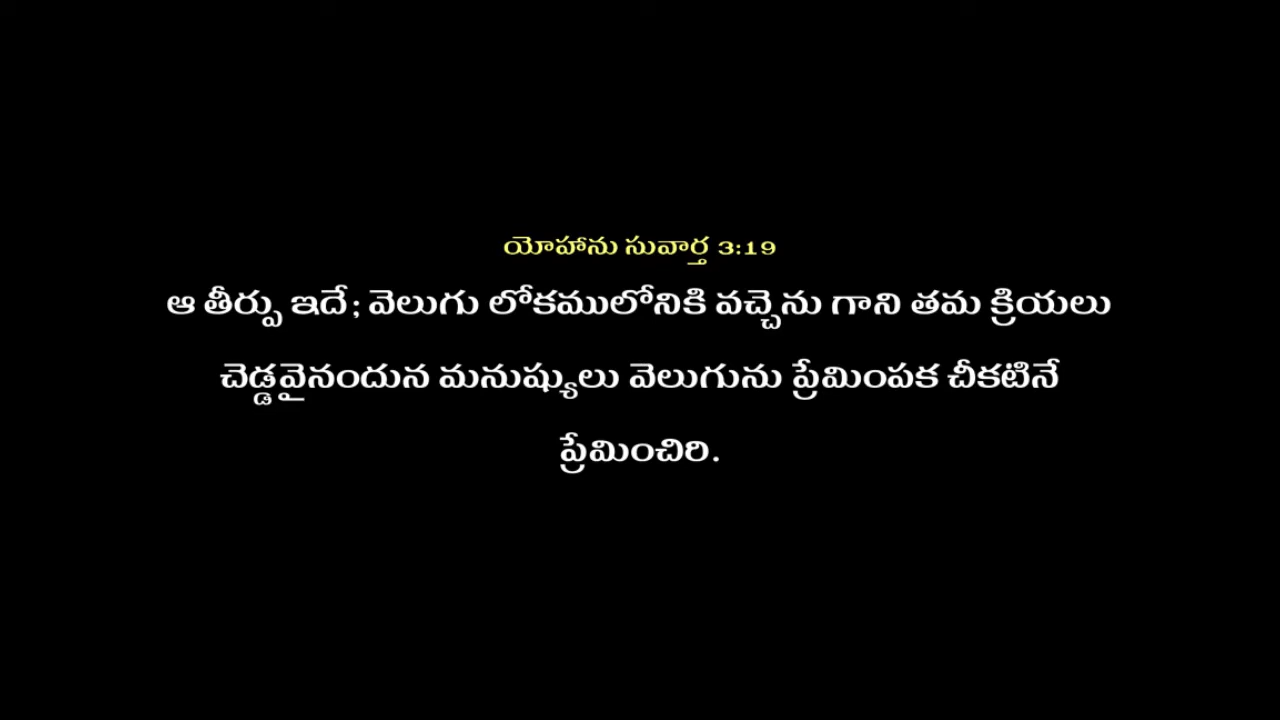 యోహాను సువార్త 3:19
ఆ తీర్పు ఇదే; వెలుగు లోకములోనికి వచ్చెను గాని తమ క్రియలు
చెడ్డవైనందున మనుష్యులు వెలుగును ప్రేమింపక చీకటినే
ప్రేమించిరి.